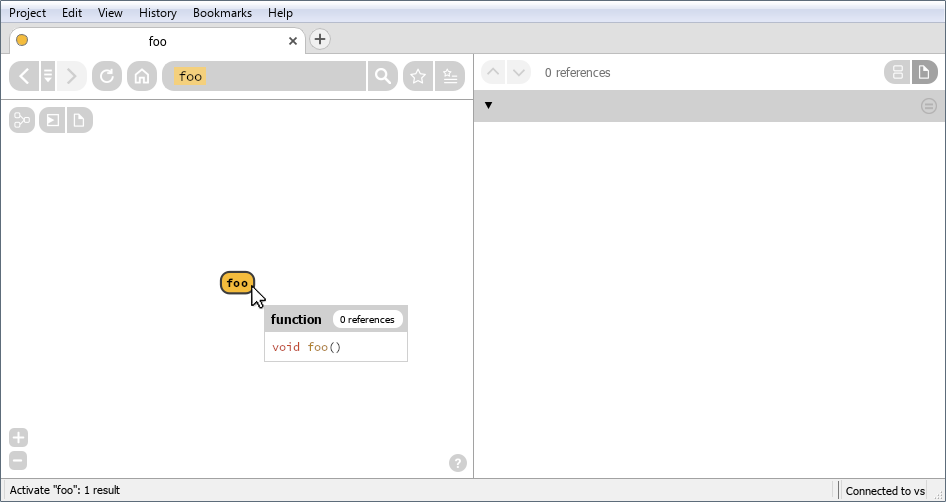 Project Edit View History Bookmarks Help
foo
foo
0 references
foo
function 0 references
void foo()
Activate "foo": 1 result
Connected to vs